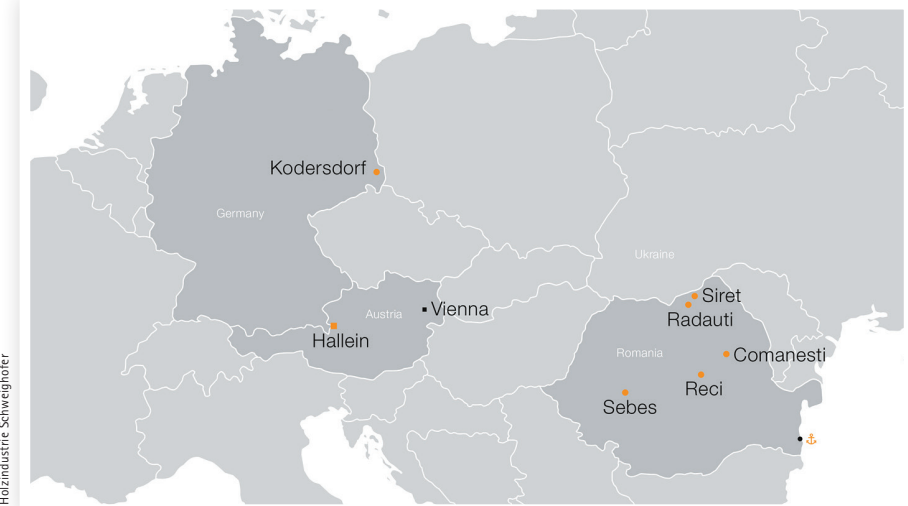 Kodersdorf
Germany
Ukraine
Siret
Vienna
Austria
Radauti
Hallein
Romania
Comanesti
Reci
Sebes
Holzindustrie Schweighofer